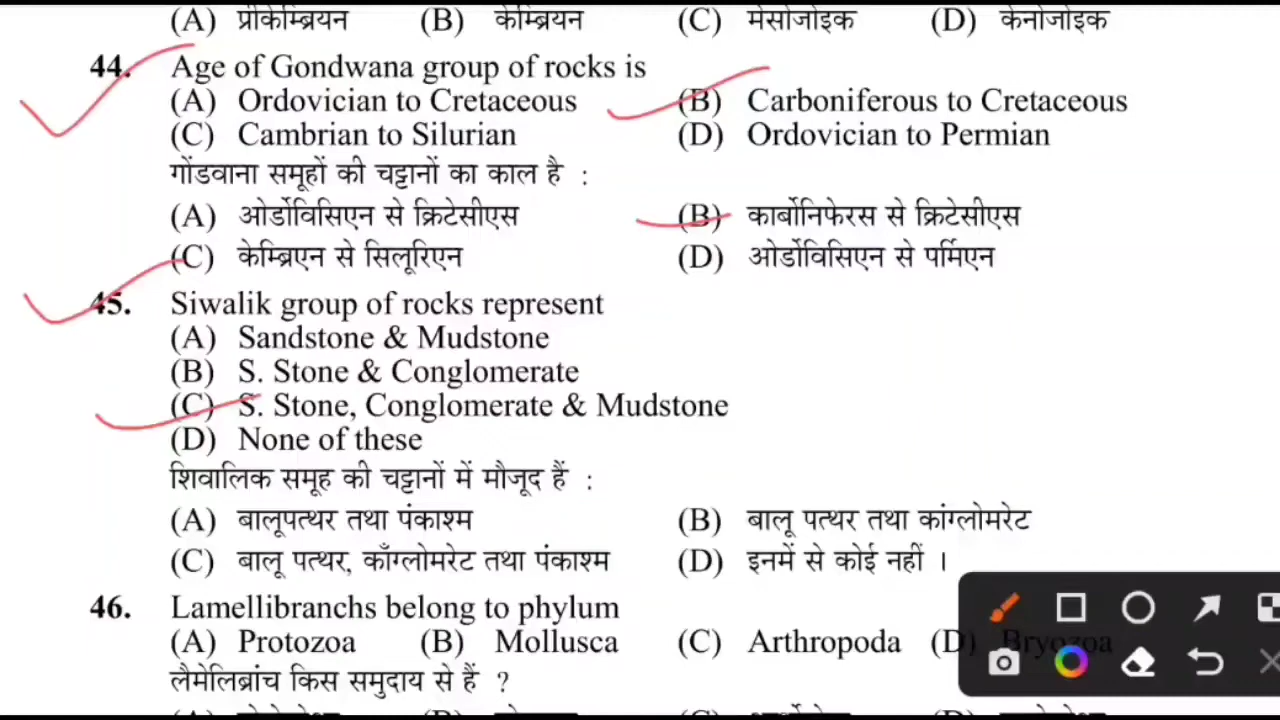 (A) प्रीकेम्ब्रियन (B) केम्ब्रियन (C) मेसोजोइक (D) केनोजोइक
44. Age of Gondwana group of rocks is
(A) Ordovician to Cretaceous (B) Carboniferous to Cretaceous
(C) Cambrian to Silurian (D) Ordovician to Permian
गोंडवाना समूहों की चट्टानों का काल है :
(A) ओर्डोविसिएन से क्रिटेसीएस (B) कार्बोनिफेरस से क्रिटेसीएस
(C) केम्ब्रिएन से सिलूरिएन (D) ओर्डोविसिएन से पर्मिएन
45. Siwalik group of rocks represent
(A) Sandstone & Mudstone
(B) S. Stone & Conglomerate
(C) S. Stone, Conglomerate & Mudstone
(D) None of these
शिवालिक समूह की चट्टानों में मौजूद हैं :
(A) बालूपत्थर तथा पंकाश्म (B) बालू पत्थर तथा कांग्लोमरेट
(C) बालू पत्थर, काँग्लोमरेट तथा पंकाश्म (D) इनमें से कोई नहीं ।
46. Lamellibranchs belong to phylum
(A) Protozoa (B) Mollusca (C) Arthropoda (D) Bryozoa
लैमेलिब्रांच किस समुदाय से हैं ?